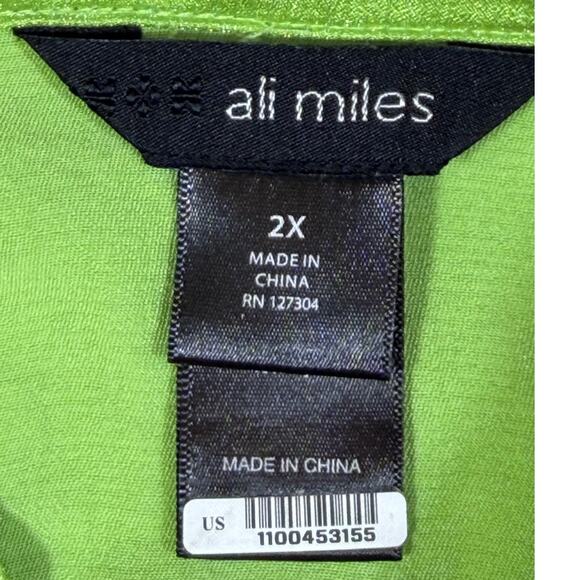 ali miles
2X
MADE IN
CHINA
RN 127304
MADE IN CHINA
US
1100453155